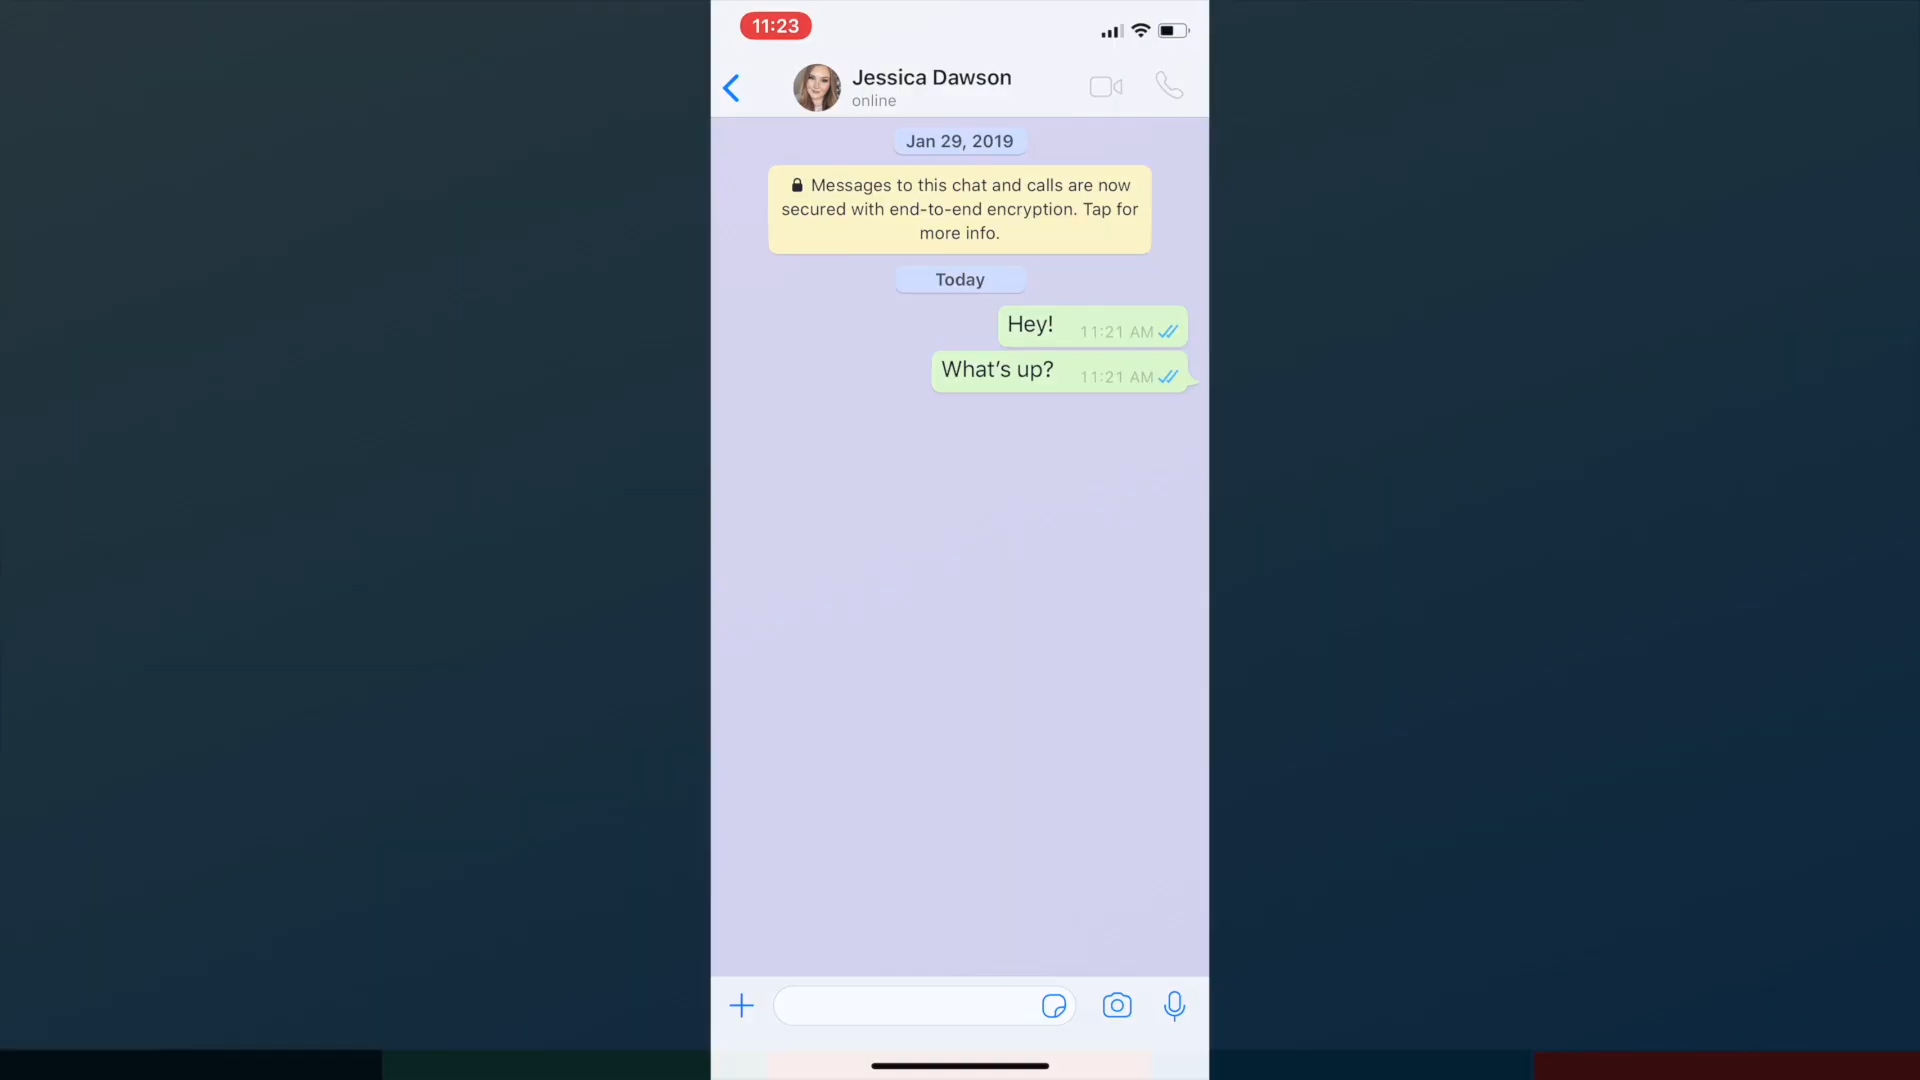 11:23
Jessica Dawson
online
Jan 29, 2019
Messages to this chat and calls are now
secured with end-to-end encryption. Tap for
more info.
Today
Hey! 11:21 AM
What’s up? 11:21 AM